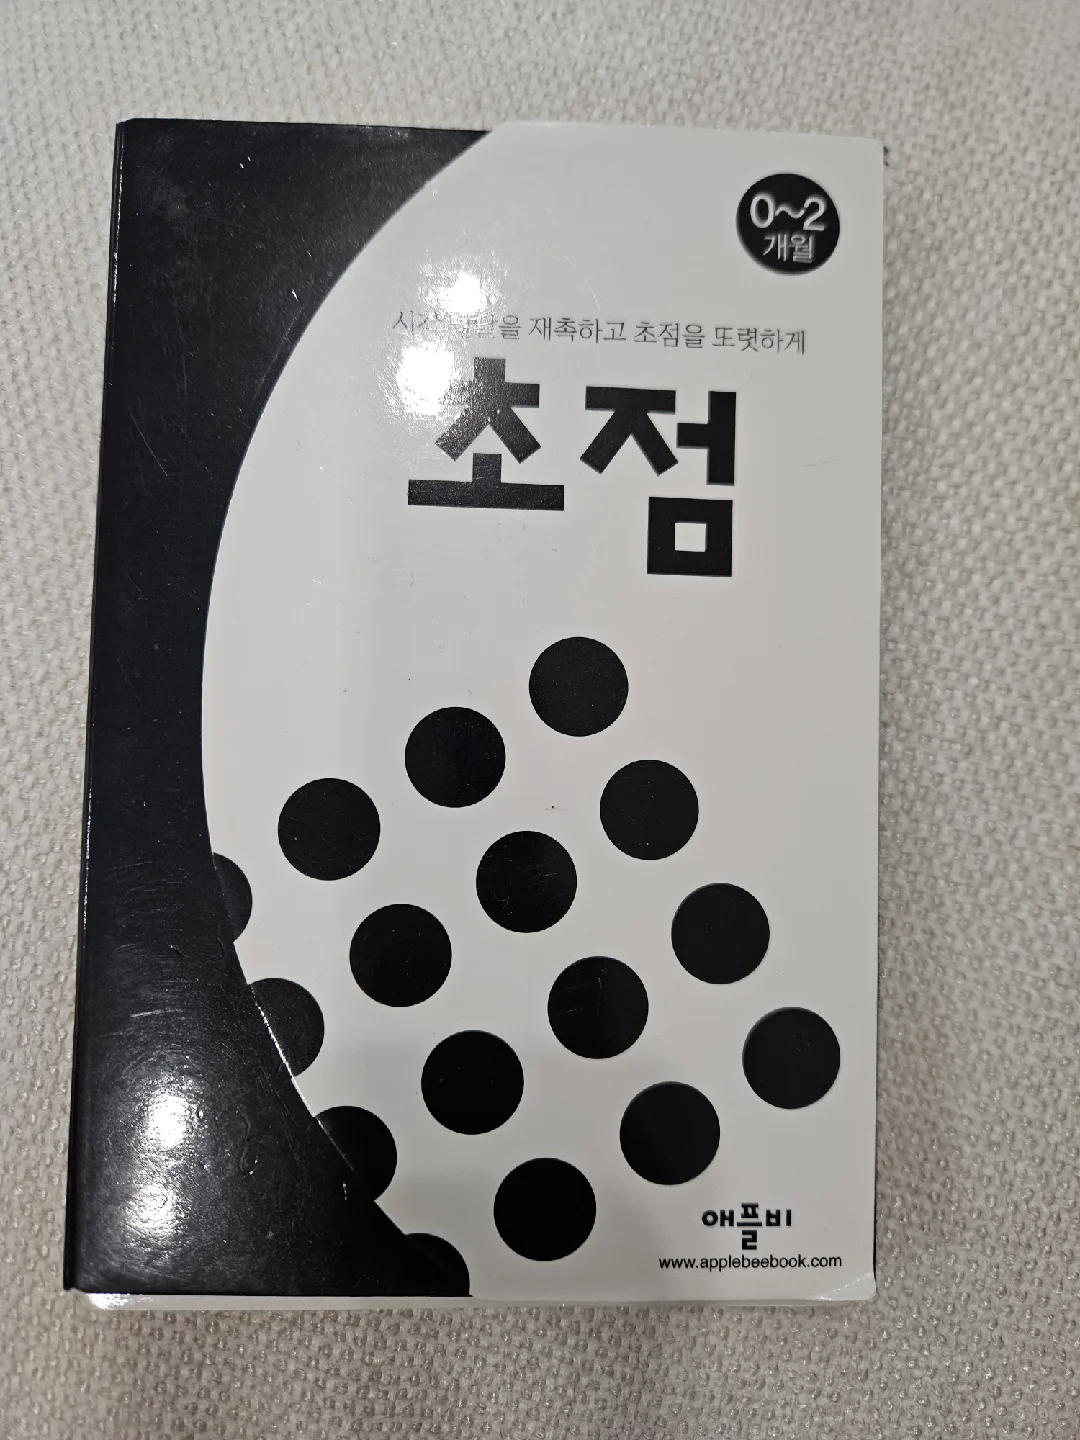 0~2
개월
재촉하고 초점을 또렷하게
초점
애플비
www.applebeebook.com